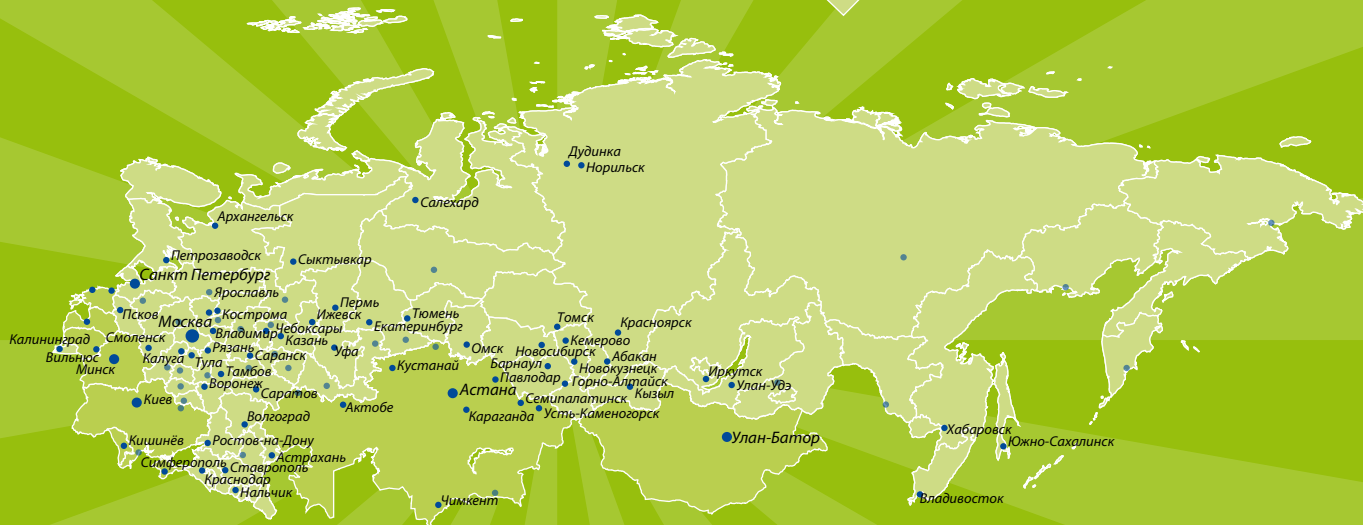 Дудинка
Норильск
Салехард
Архангельск
Петрозаводск
Сыктывкар
Санкт Петербург
Ярославль
Пермь
Псков
Кострома
Ижевск
Тюмень
Томск
Москва
Красноярск
Екатеринбург
Чебоксары
Владимир
Калининград
Смоленск
Казань
Кемерово
Рязань
Омск
Новосибирск
Уфа
Вильнюс
Калуга
Саранск
Абакан
Тула
Барнаул
Новокузнецк
Минск
Кустанай
Тамбов
Иркутск
Павлодар
Горно-Алтайск
Воронеж
Улан-Удэ
Астана
Саратов
Кызыл
Киев
Семипалатинск
Актобе
Усть-Каменогорск
Караганда
Волгоград
Хабаровск
Улан-Батор
Кишинёв
Ростов-на-Дону
Южно-Сахалинск
Астрахань
Симферополь
Ставрополь
Краснодар
Нальчик
Чимкент
Владивосток